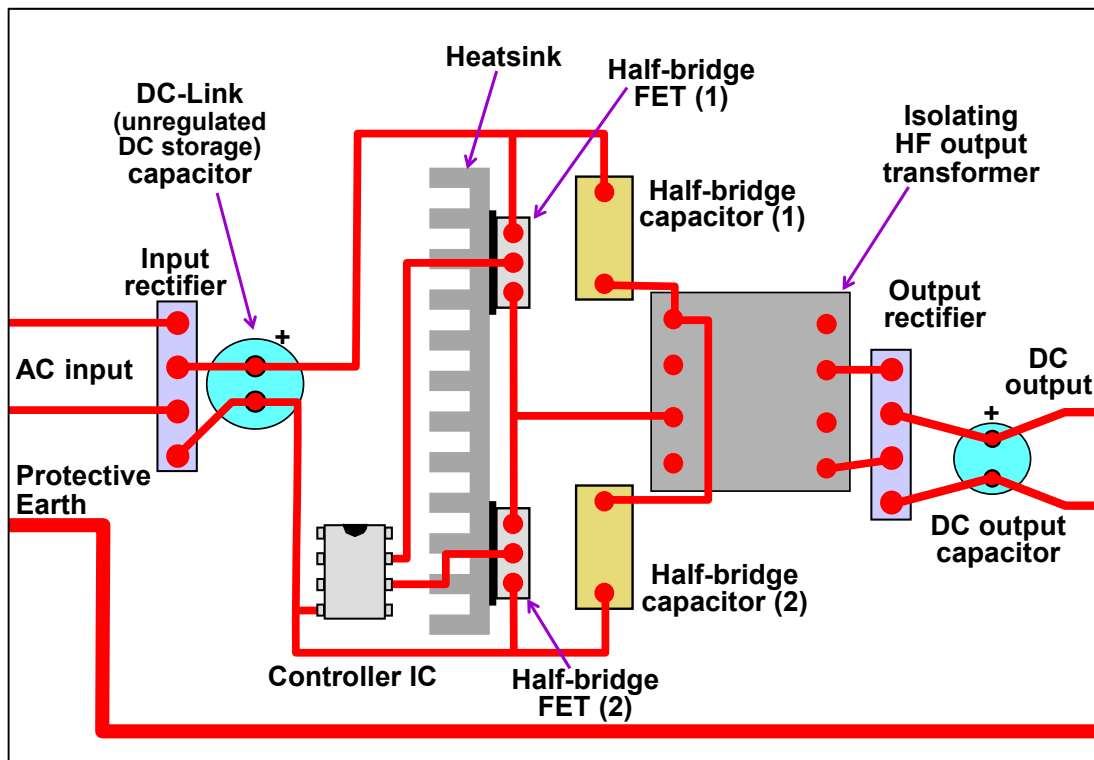 Heatsink
Half-bridge
FET (1)
DC-Link
(unregulated
DC storage)
capacitor
Isolating
HF output
transformer
Half-bridge
capacitor (1)
Input
rectifier
+
Output
rectifier
AC input
DC
output
+
Protective
Earth
DC output
capacitor
Half-bridge
capacitor (2)
Controller IC
Half-bridge
FET (2)